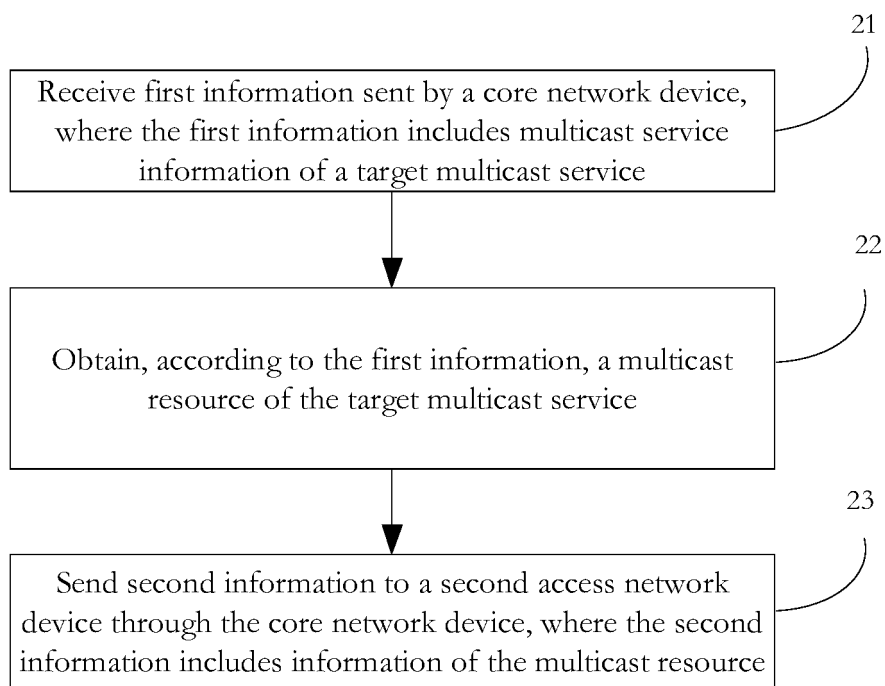 21
Receive first information sent by a core network device,
where the first information includes multicast service
information of a target multicast service
22
Obtain, according to the first information, a multicast
resource of the target multicast service
23
Send second information to a second access network
device through the core network device, where the second
information includes information of the multicast resource